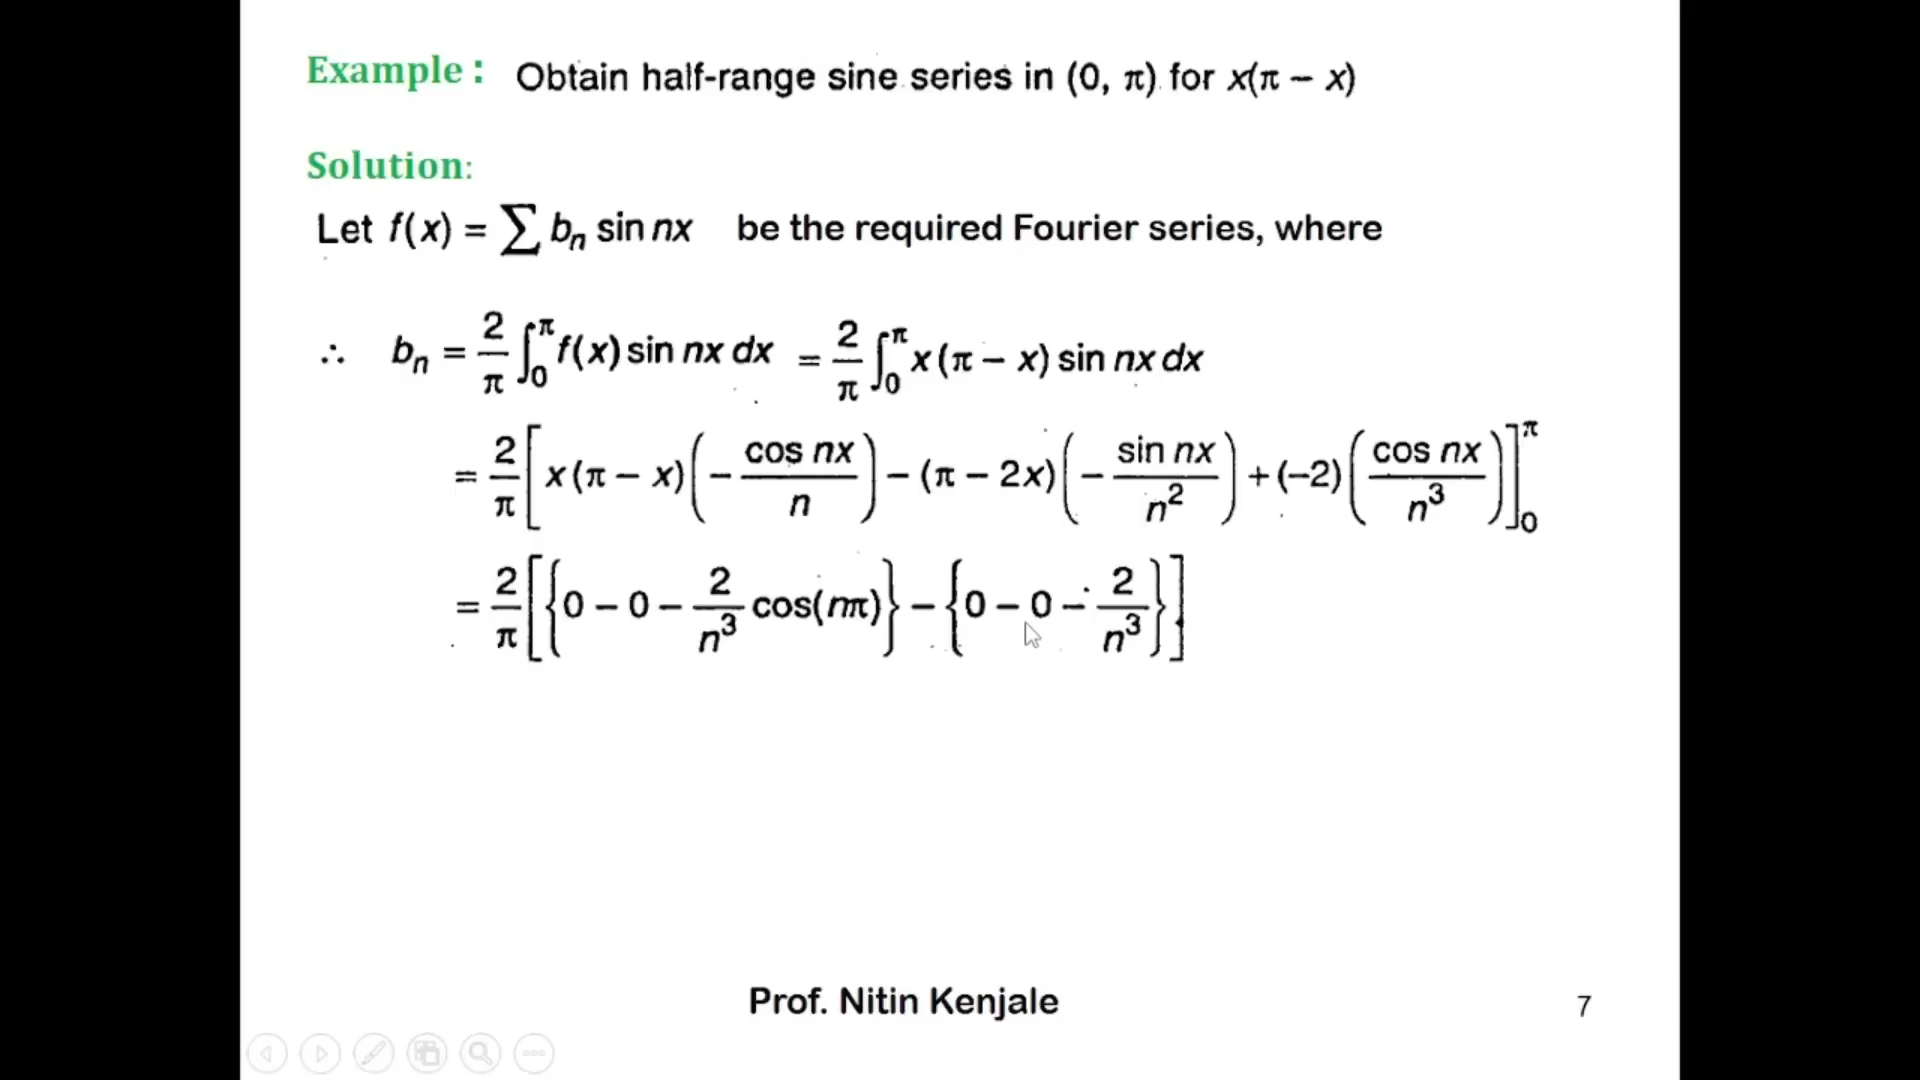 Example : Obtain half-range sine series in (0, π) for x(π − x)
Solution:
Let f(x) = ∑ bₙ sin nx be the required Fourier series, where
∴ bₙ = 2/π ∫₀^π f(x) sin nx dx = 2/π ∫₀^π x (π − x) sin nx dx
= 2/π [ x (π − x) ( − cos nx / n ) − (π − 2x) ( − sin nx / n² ) + (−2) ( cos nx / n³ ) ]₀^π
= 2/π [ { 0 − 0 − 2/n³ cos(nπ) } − { 0 − 0 − 2/n³ } ]
Prof. Nitin Kenjale
7